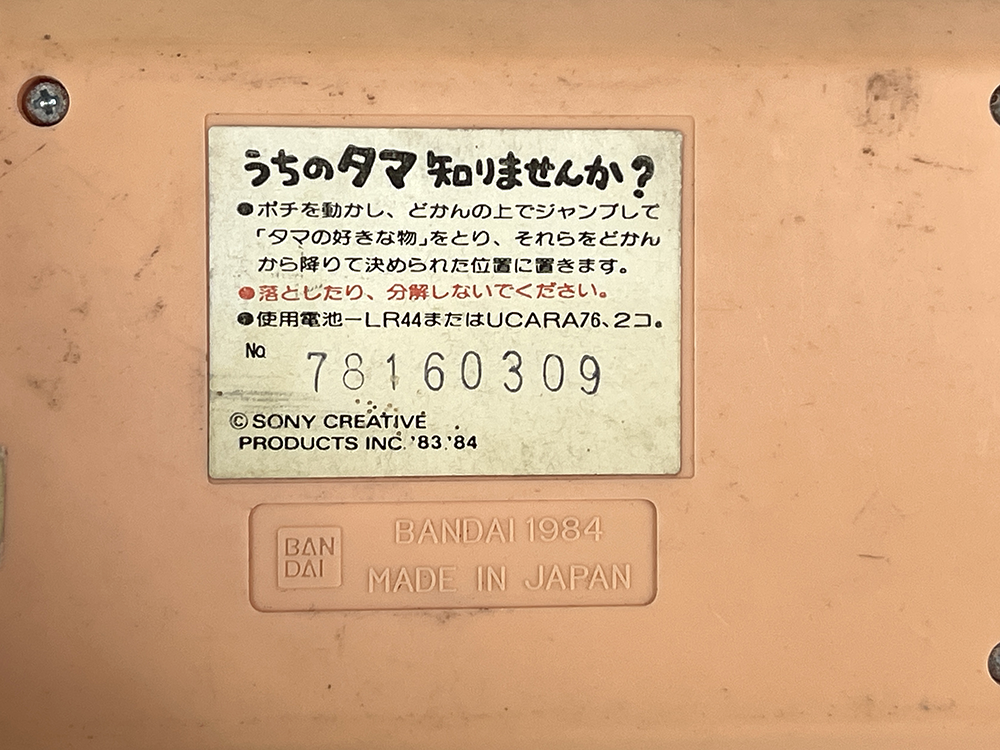 うちのタマ知りませんか?
●ポチを動かし、どかんの上でジャンプして
「タマの好きな物」をとり、それらをどかん
から降りて決められた位置に置きます。
●落としたり、分解しないでください。
●使用電池ーLR44またはUCARA76、2コ。
No. 78160309
©SONY CREATIVE
PRODUCTS INC. '83.'84
BAN
DAI
BANDAI 1984
MADE IN JAPAN